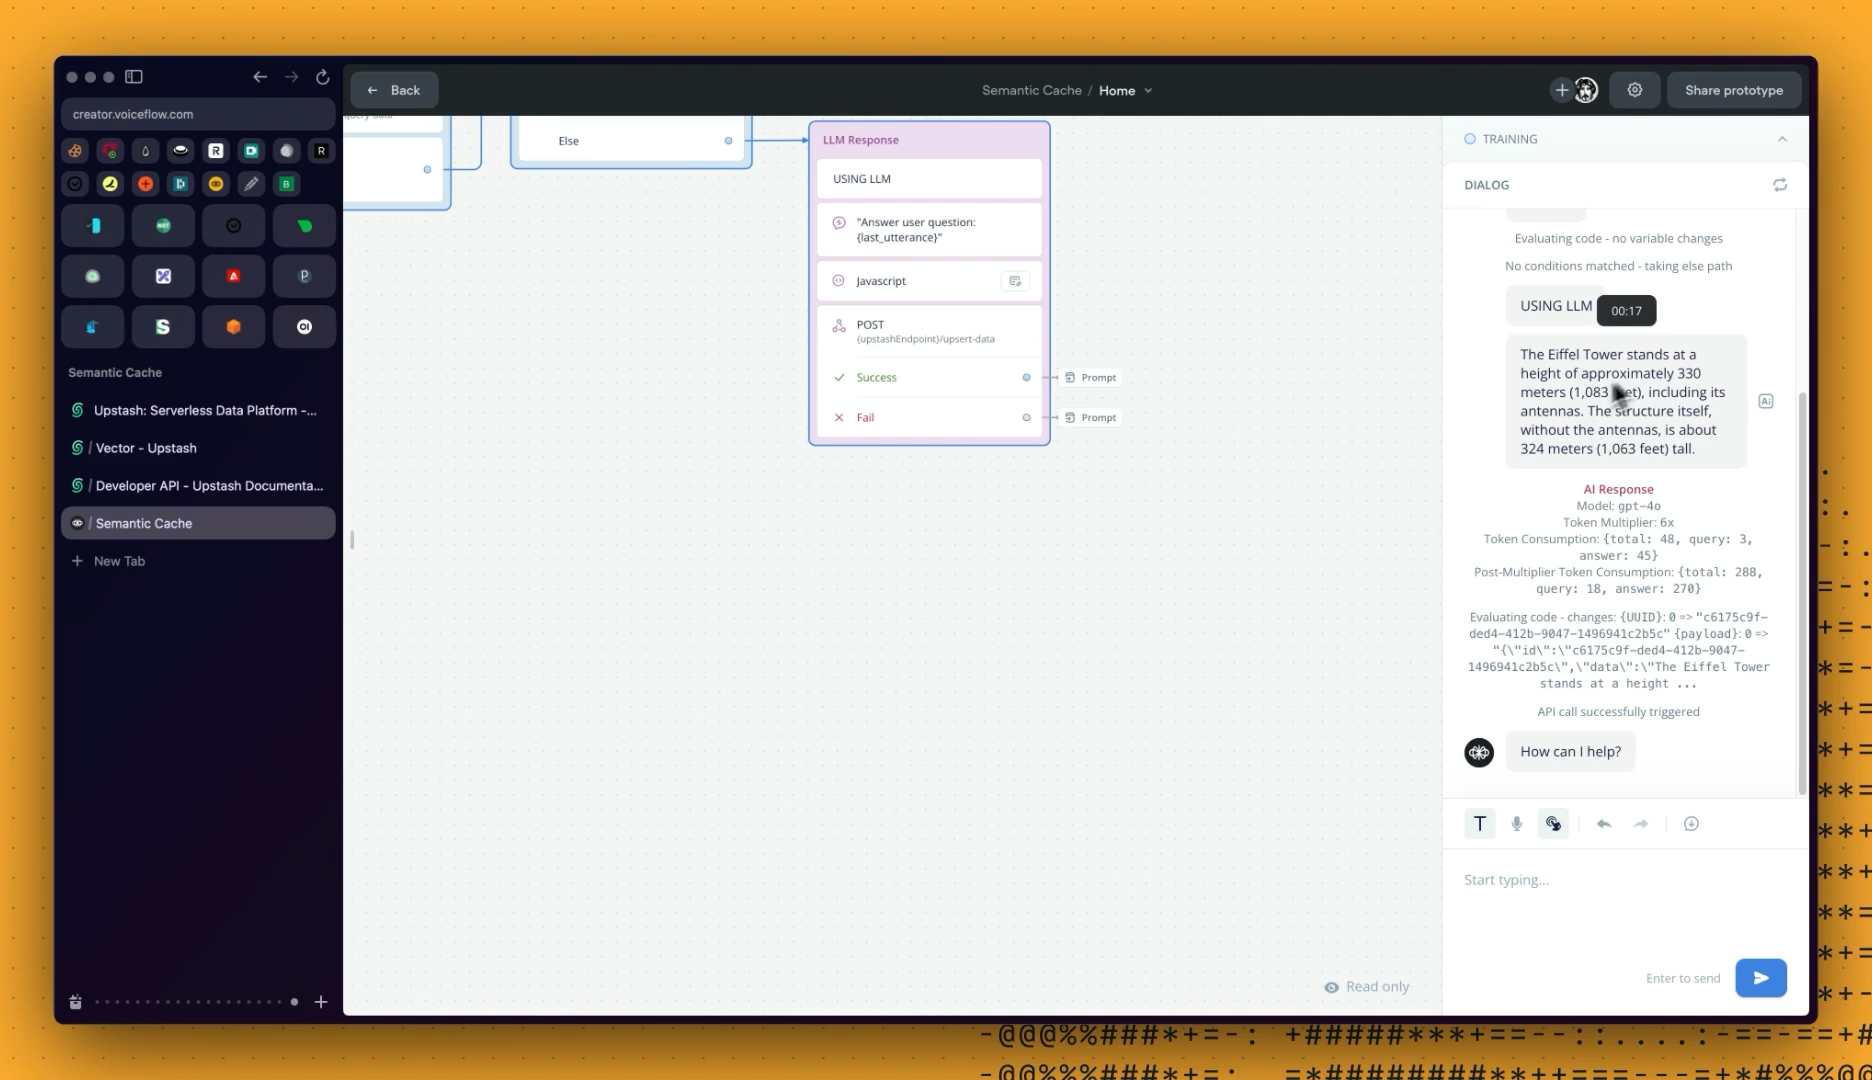 creator.voiceflow.com
Semantic Cache
Upstash: Serverless Data Platform -...
/ Vector - Upstash
/ Developer API - Upstash Documenta...
/ Semantic Cache
+ New Tab
← Back
Semantic Cache / Home
Share prototype
query data
Else
LLM Response
USING LLM
"Answer user question:
{last_utterance}"
Javascript
POST
{upstashEndpoint}/upsert-data
Success
Prompt
Fail
Prompt
Read only
TRAINING
DIALOG
Evaluating code - no variable changes
No conditions matched - taking else path
USING LLM
00:17
The Eiffel Tower stands at a
height of approximately 330
meters (1,083 feet), including its
antennas. The structure itself,
without the antennas, is about
324 meters (1,063 feet) tall.
AI Response
Model: gpt-4o
Token Multiplier: 6x
Token Consumption: {total: 48, query: 3,
answer: 45}
Post-Multiplier Token Consumption: {total: 288,
query: 18, answer: 270}
Evaluating code - changes: {UUID}: 0 => "c6175c9f-
ded4-412b-9047-1496941c2b5c" {payload}: 0 =>
"{\"id\":\"c6175c9f-ded4-412b-9047-
1496941c2b5c\",\"data\":\"The Eiffel Tower
stands at a height ...
API call successfully triggered
How can I help?
Start typing...
Enter to send